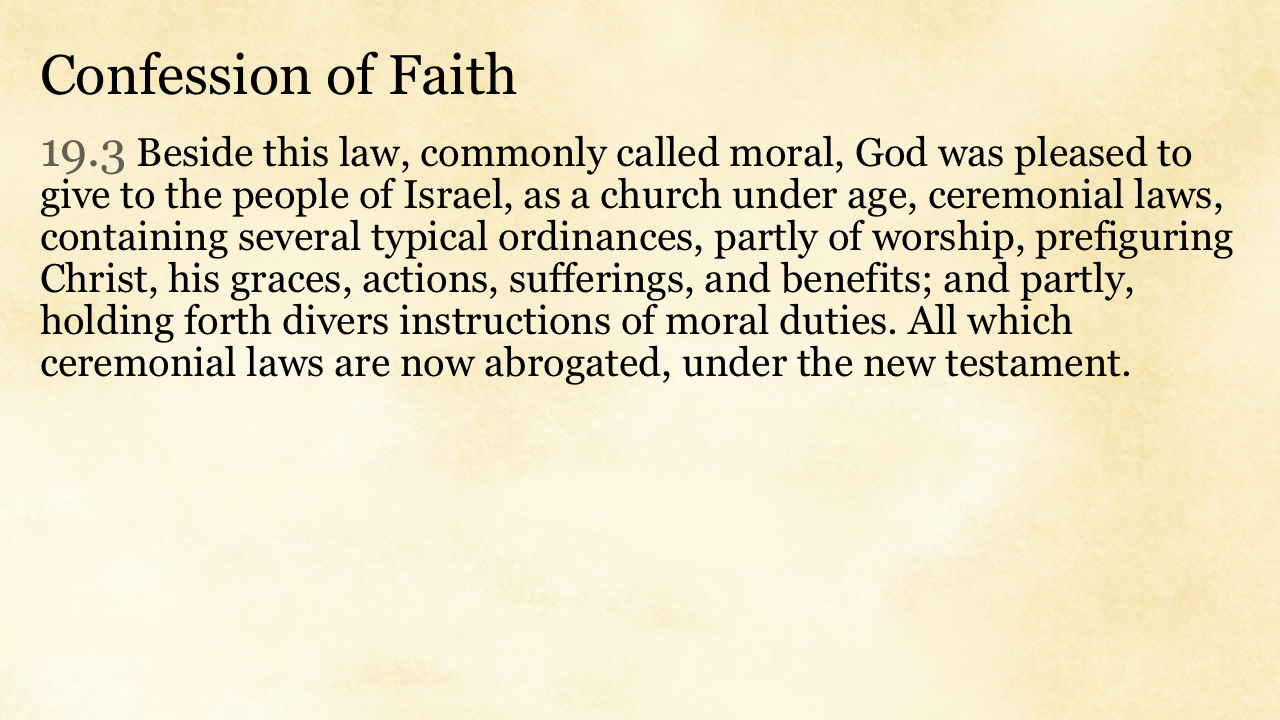 Confession of Faith
19.3 Beside this law, commonly called moral, God was pleased to
give to the people of Israel, as a church under age, ceremonial laws,
containing several typical ordinances, partly of worship, prefiguring
Christ, his graces, actions, sufferings, and benefits; and partly,
holding forth divers instructions of moral duties. All which
ceremonial laws are now abrogated, under the new testament.